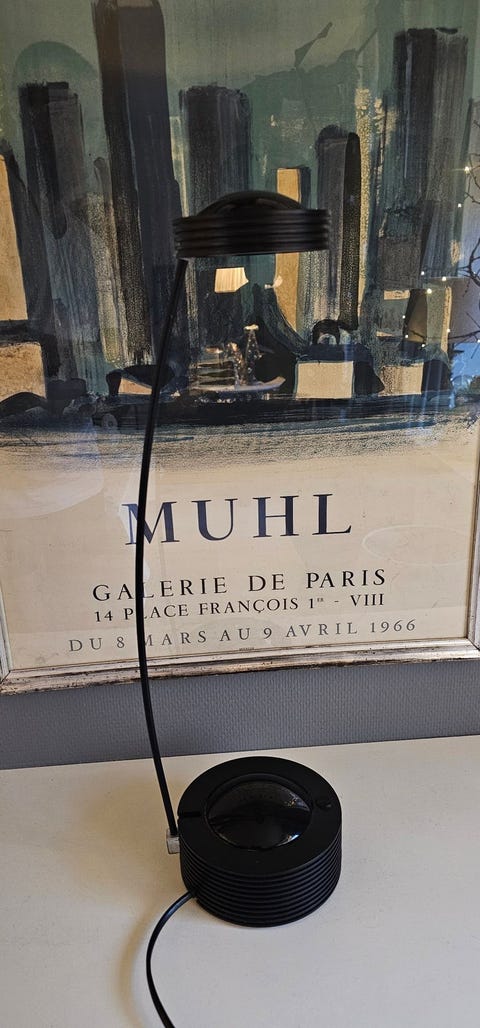 MUHL
GALERIE DE PARIS
14 PLACE FRANÇOIS 1ER - VIII
DU 8 MARS AU 9 AVRIL 1966